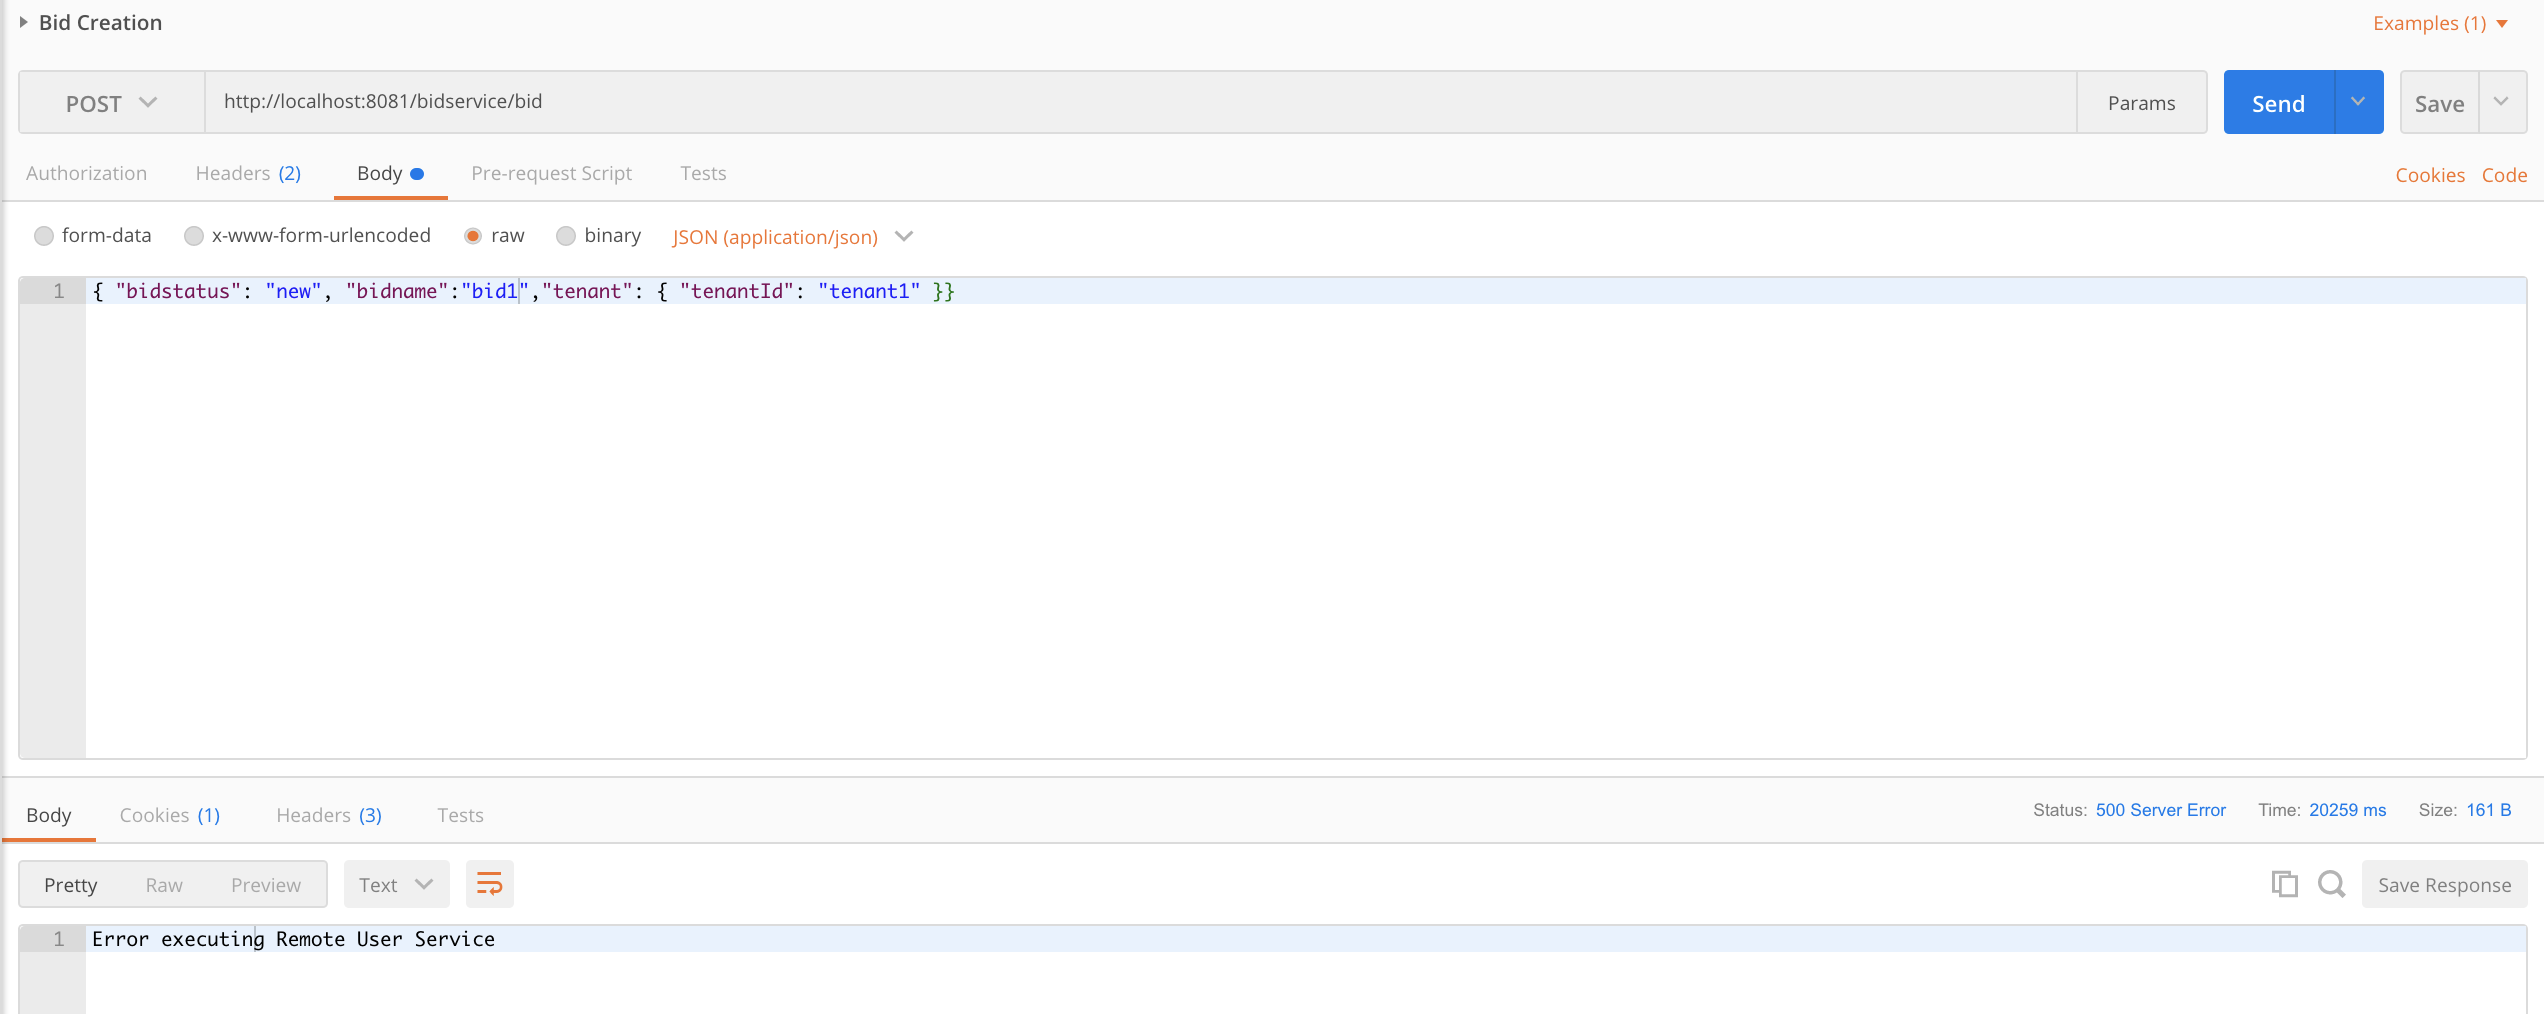 Bid Creation
Examples (1)
POST http://localhost:8081/bidservice/bid Params Send Save
Authorization Headers (2) Body Pre-request Script Tests Cookies Code
form-data x-www-form-urlencoded raw binary JSON (application/json)
1 { "bidstatus": "new", "bidname":"bid1","tenant": { "tenantId": "tenant1" }}
Body Cookies (1) Headers (3) Tests Status: 500 Server Error Time: 20259 ms Size: 161 B
Pretty Raw Preview Text Save Response
1 Error executing Remote User Service